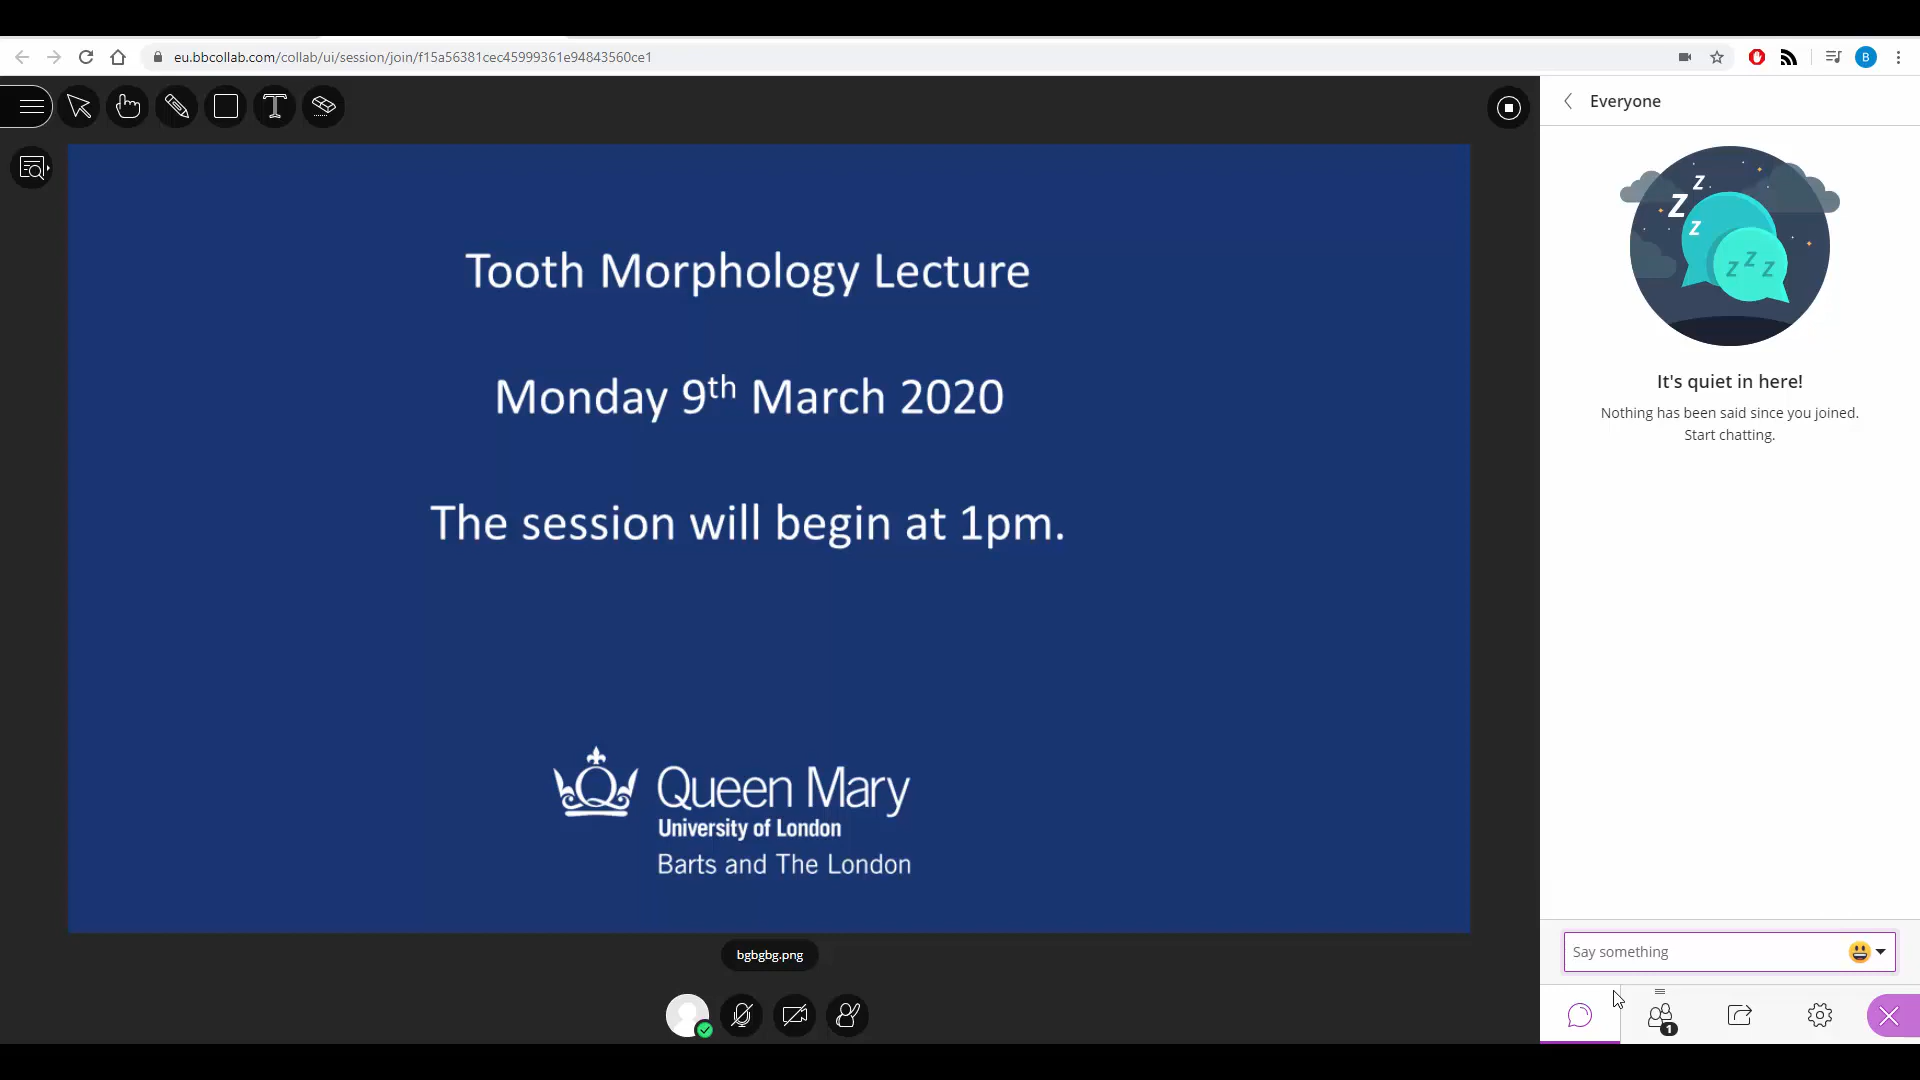 eu.bbcollab.com/collab/ui/session/join/f15a56381cec45999361e94843560ce1
B
T
Everyone
Tooth Morphology Lecture
Monday 9th March 2020
The session will begin at 1pm.
Queen Mary
University of London
Barts and The London
z
Z
z
z z z
It's quiet in here!
Nothing has been said since you joined.
Start chatting.
bgbgbg.png
Say something
1